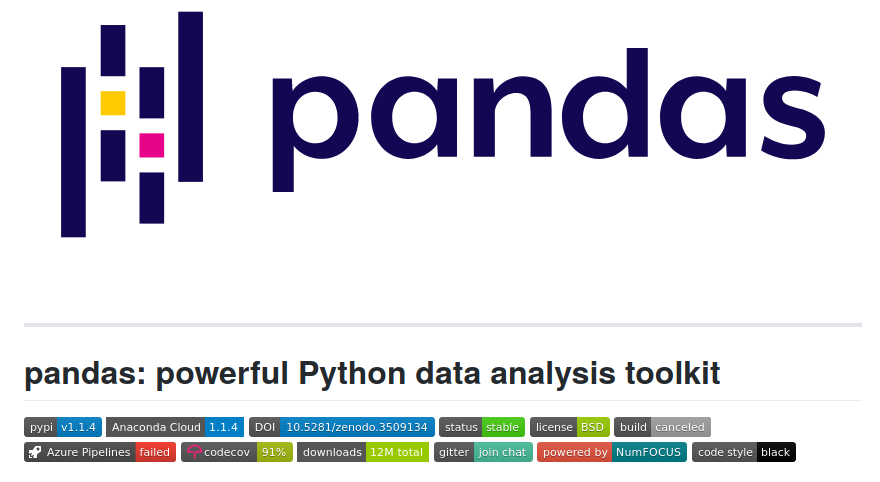 pandas
pandas: powerful Python data analysis toolkit
pypi v1.1.4 Anaconda Cloud 1.1.4 DOI 10.5281/zenodo.3509134 status stable license BSD build canceled
Azure Pipelines failed codecov 91% downloads 12M total gitter join chat powered by NumFOCUS code style black